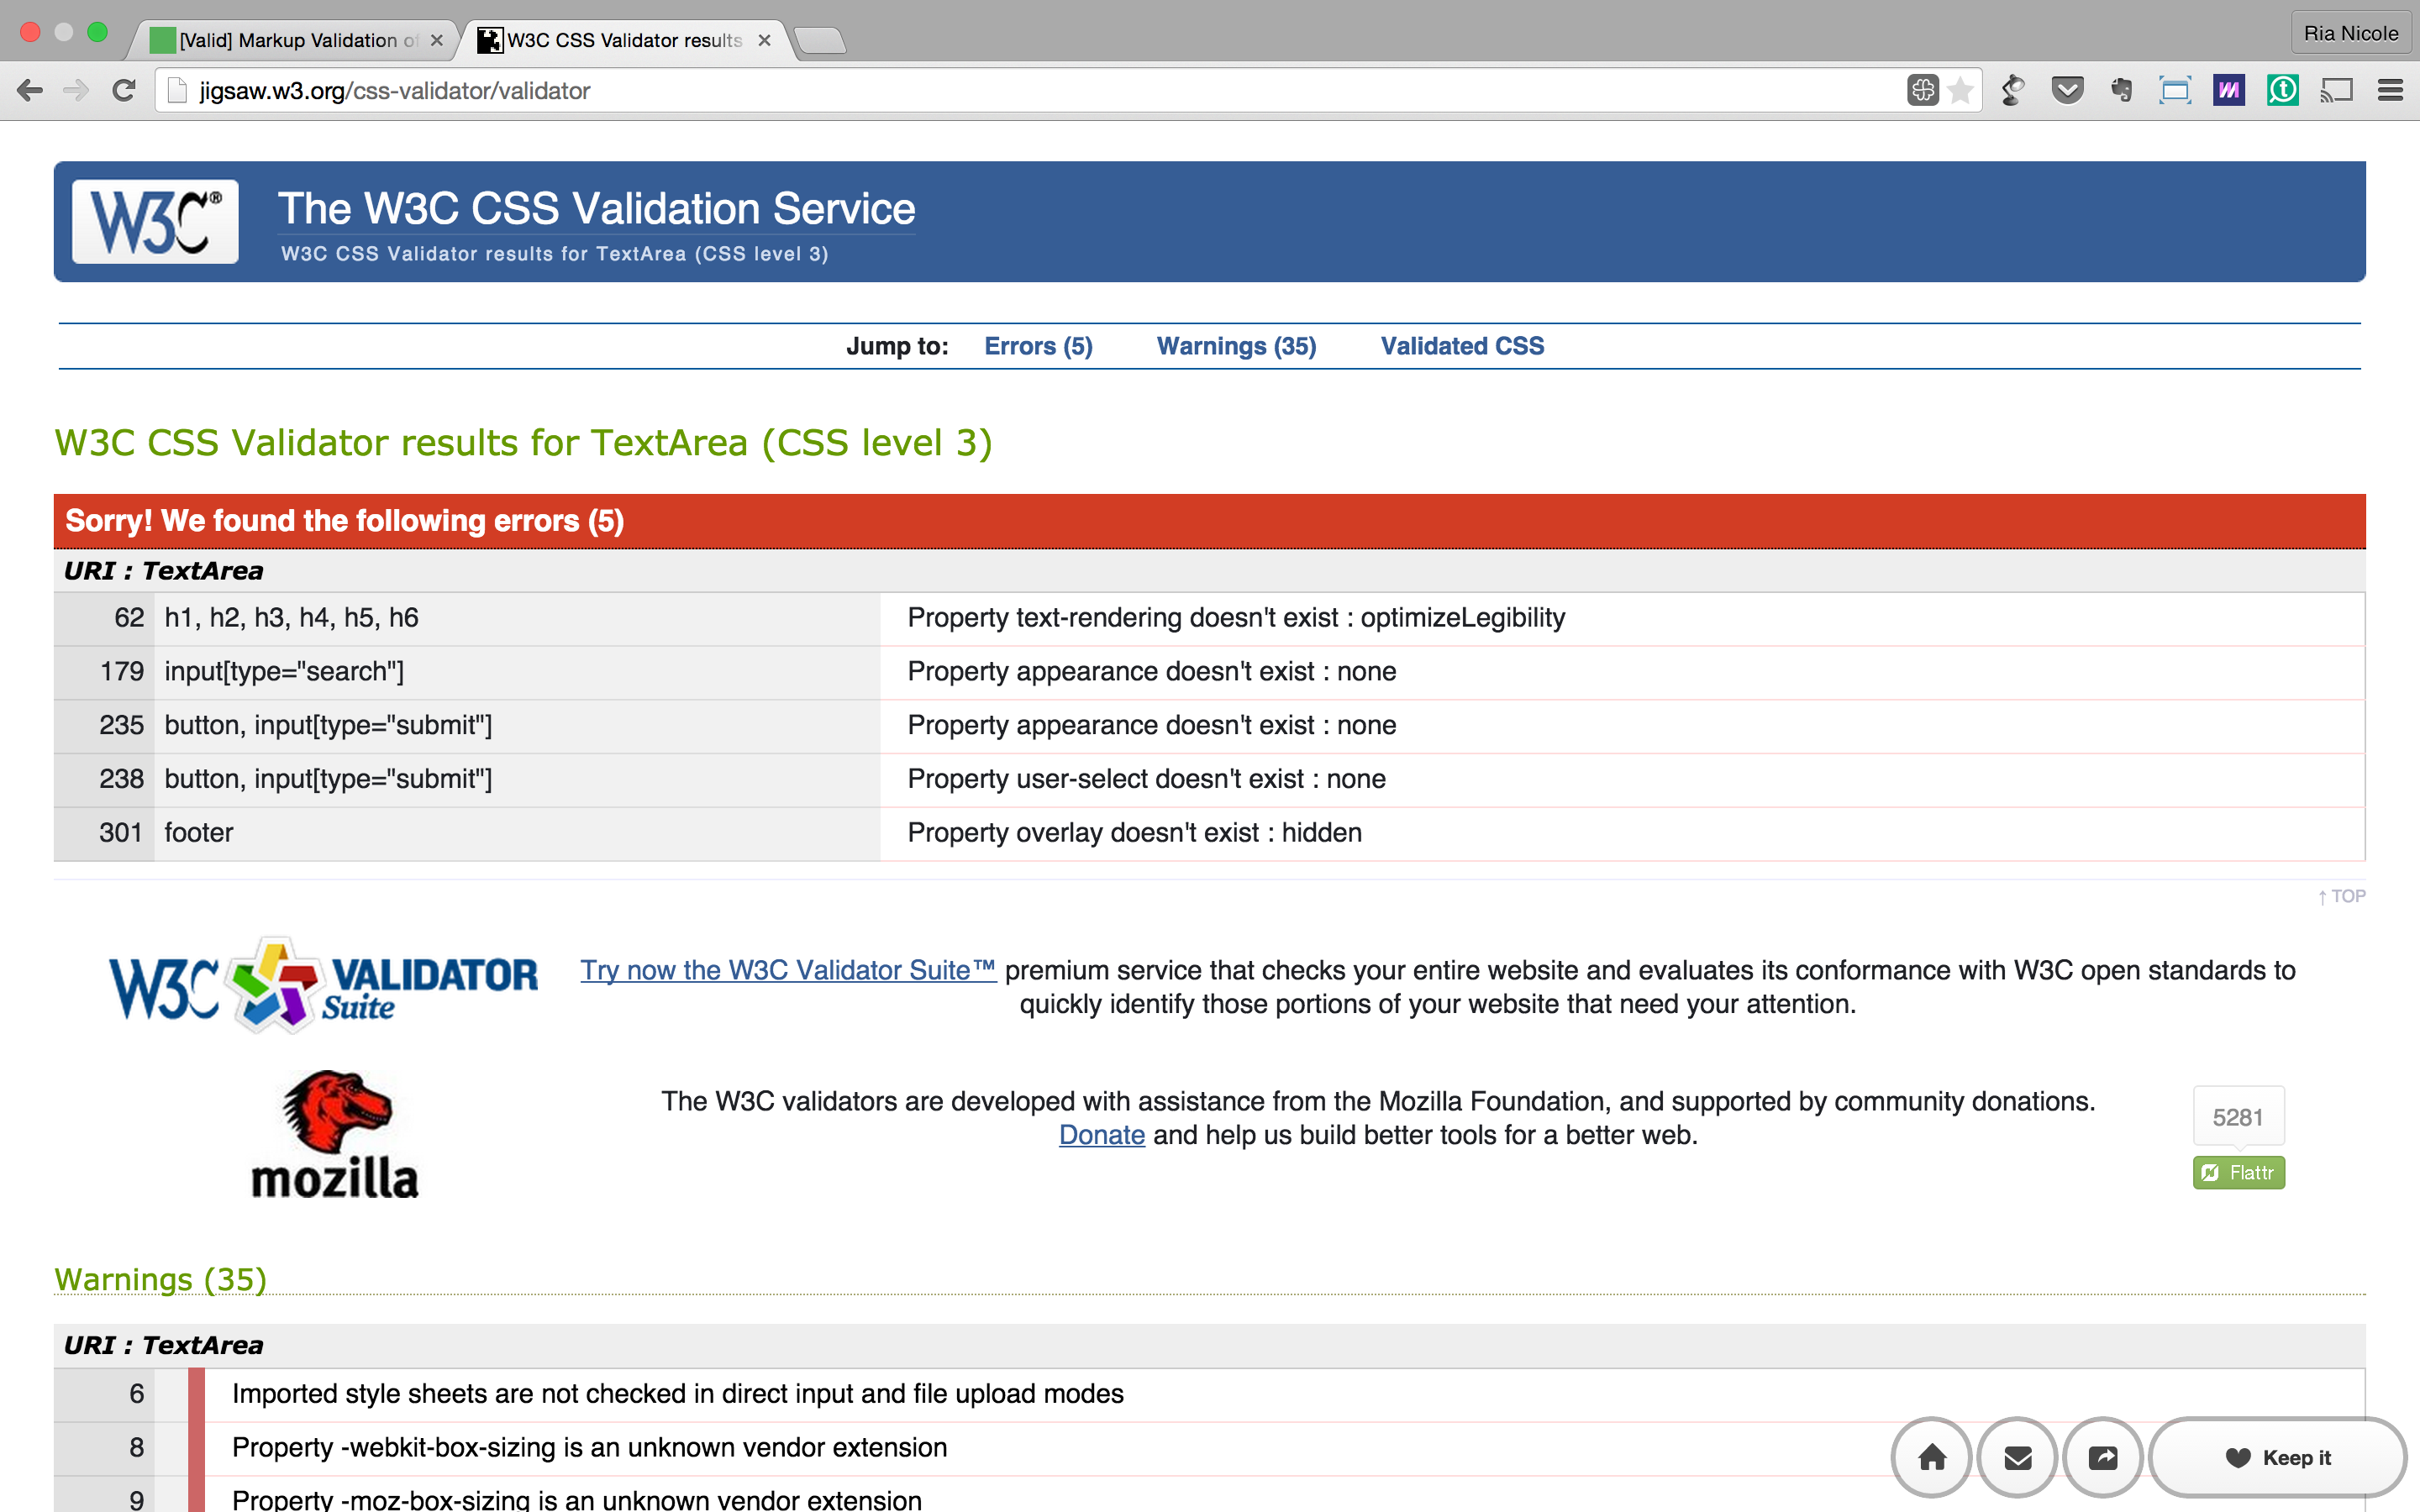 [Valid] Markup Validation of
W3C CSS Validator results
Ria Nicole
jigsaw.w3.org/css-validator/validator
W3C®
The W3C CSS Validation Service
W3C CSS Validator results for TextArea (CSS level 3)
Jump to: Errors (5) Warnings (35) Validated CSS
W3C CSS Validator results for TextArea (CSS level 3)
Sorry! We found the following errors (5)
URI : TextArea
62 h1, h2, h3, h4, h5, h6 Property text-rendering doesn't exist : optimizeLegibility
179 input[type="search"] Property appearance doesn't exist : none
235 button, input[type="submit"] Property appearance doesn't exist : none
238 button, input[type="submit"] Property user-select doesn't exist : none
301 footer Property overlay doesn't exist : hidden
↑ TOP
W3C VALIDATOR Suite
Try now the W3C Validator Suite™ premium service that checks your entire website and evaluates its conformance with W3C open standards to
quickly identify those portions of your website that need your attention.
mozilla
The W3C validators are developed with assistance from the Mozilla Foundation, and supported by community donations.
Donate and help us build better tools for a better web.
5281
Flattr
Warnings (35)
URI : TextArea
6 Imported style sheets are not checked in direct input and file upload modes
8 Property -webkit-box-sizing is an unknown vendor extension
9 Property -moz-box-sizing is an unknown vendor extension
Keep it